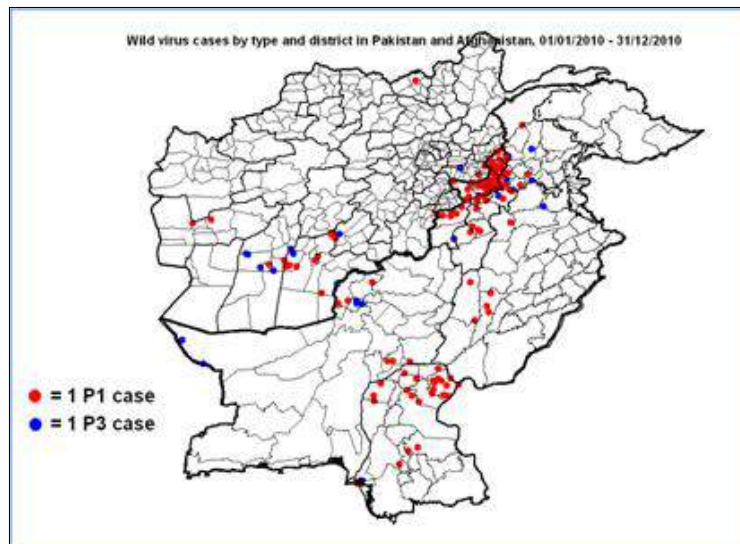 Wild virus cases by type and district in Pakistan and Afghanistan, 01/01/2010 - 31/12/2010
= 1 P1 case
= 1 P3 case